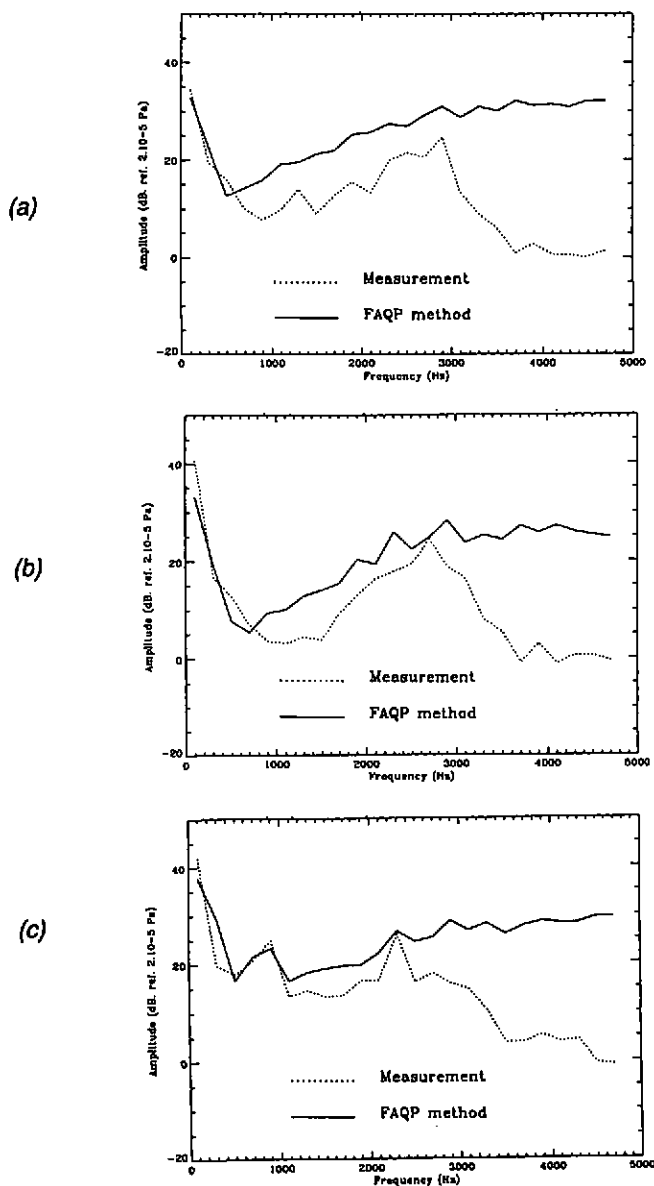 (a)
Amplitude (dB. ref. 2.10-5 Pa)
40
20
0
-20
Measurement
FAQP method
0
1000
2000
3000
4000
5000
Frequency (Hz)
(b)
Amplitude (dB. ref. 2.10-5 Pa)
40
20
0
-20
Measurement
FAQP method
0
1000
2000
3000
4000
5000
Frequency (Hz)
(c)
Amplitude (dB. ref. 2.10-5 Pa)
40
20
0
-20
Measurement
FAQP method
0
1000
2000
3000
4000
5000
Frequency (Hz)